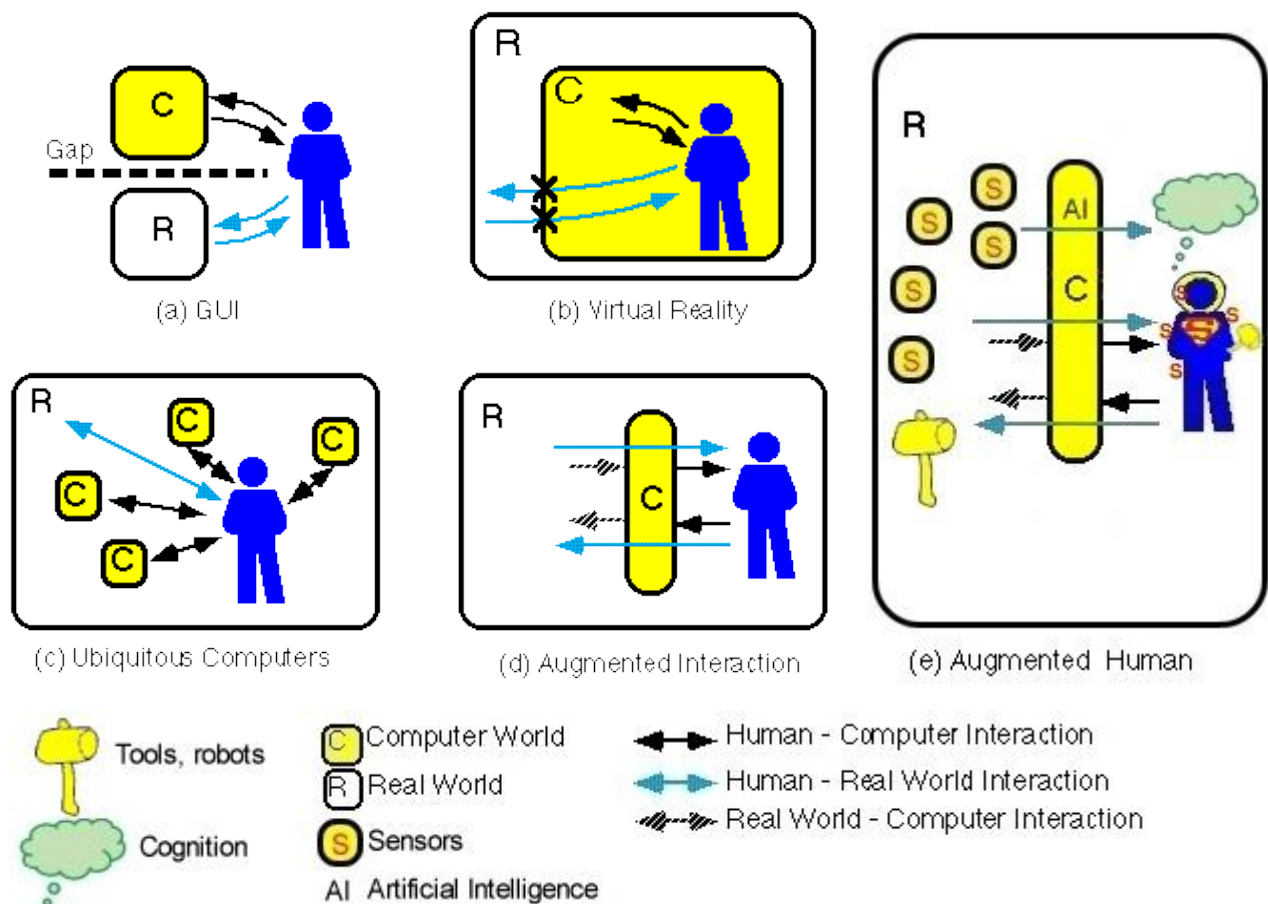 C
Gap
R
(a) GUI
R
C
(b) Virtual Reality
R
C
C
C
C
(c) Ubiquitous Computers
R
C
(d) Augmented Interaction
R
S
S
S
S
S
AI
C
S
S
S
S
S
(e) Augmented Human
Tools, robots
Cognition
C Computer World
R Real World
S Sensors
AI Artificial Intelligence
Human - Computer Interaction
Human - Real World Interaction
Real World - Computer Interaction